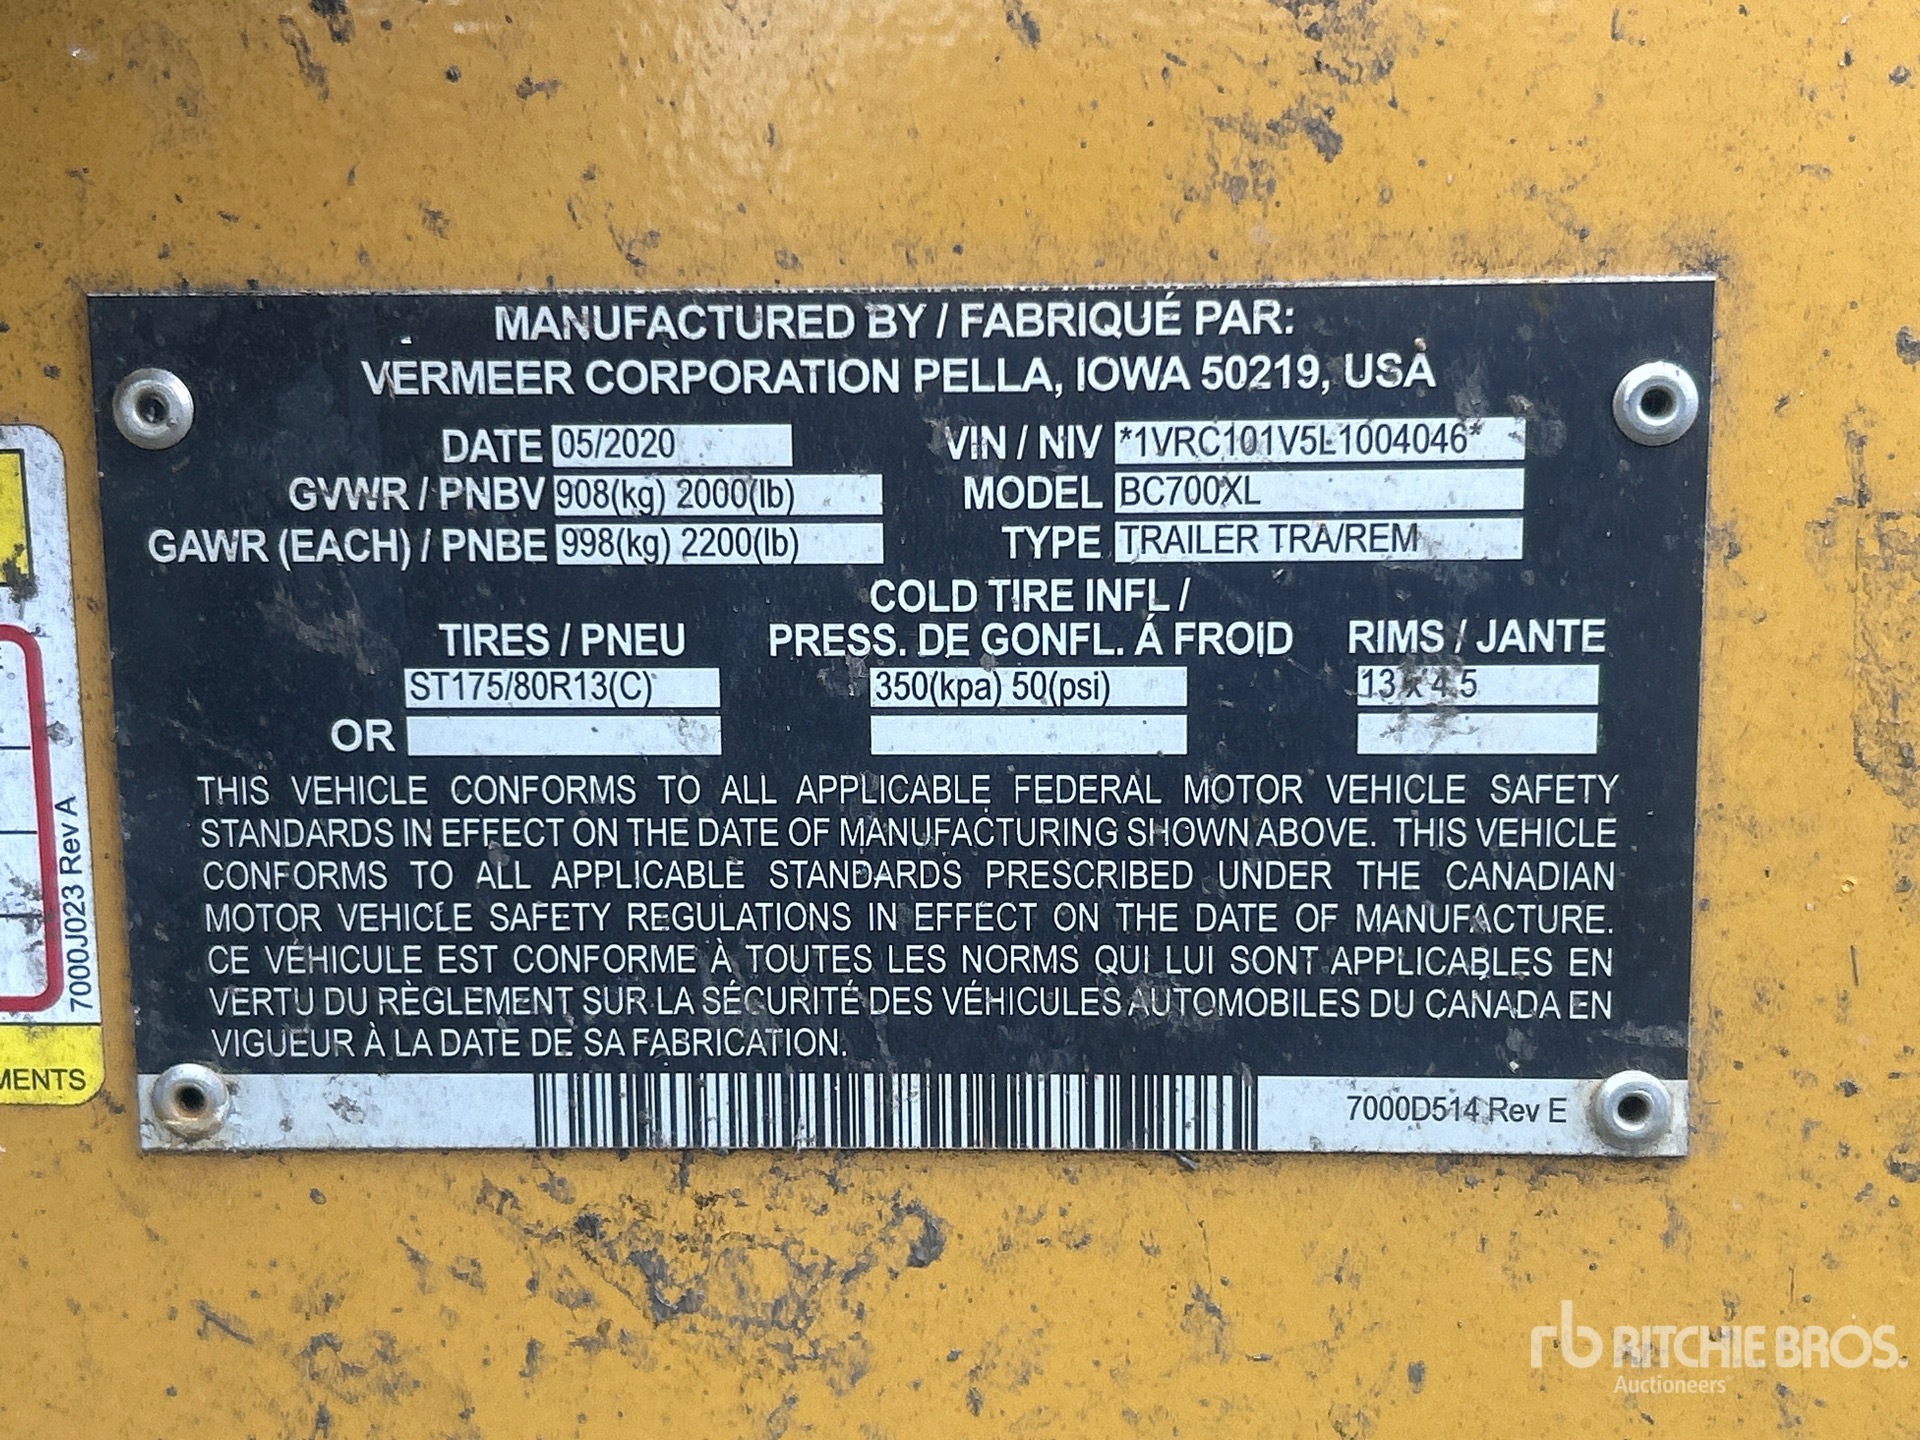 MANUFACTURED BY / FABRIQUÉ PAR:
VERMEER CORPORATION PELLA, IOWA 50219, USA
DATE 05/2020 VIN / NIV *1VRC101V5L1004046*
GVWR / PNBV 908(kg) 2000(lb) MODEL BC700XL
GAWR (EACH) / PNBE 998(kg) 2200(lb) TYPE TRAILER TRA/REM
COLD TIRE INFL /
TIRES / PNEU PRESS. DE GONFL. Á FROID RIMS / JANTE
ST175/80R13(C) 350(kpa) 50(psi) 13 x 4.5
OR
THIS VEHICLE CONFORMS TO ALL APPLICABLE FEDERAL MOTOR VEHICLE SAFETY
STANDARDS IN EFFECT ON THE DATE OF MANUFACTURING SHOWN ABOVE. THIS VEHICLE
CONFORMS TO ALL APPLICABLE STANDARDS PRESCRIBED UNDER THE CANADIAN
MOTOR VEHICLE SAFETY REGULATIONS IN EFFECT ON THE DATE OF MANUFACTURE.
CE VÉHICULE EST CONFORME À TOUTES LES NORMS QUI LUI SONT APPLICABLES EN
VERTU DU RÈGLEMENT SUR LA SÉCURITÉ DES VÉHICULES AUTOMOBILES DU CANADA EN
VIGUEUR À LA DATE DE SA FABRICATION.
7000D514 Rev E
7000J023 Rev A
MENTS
rb RITCHIE BROS.
Auctioneers